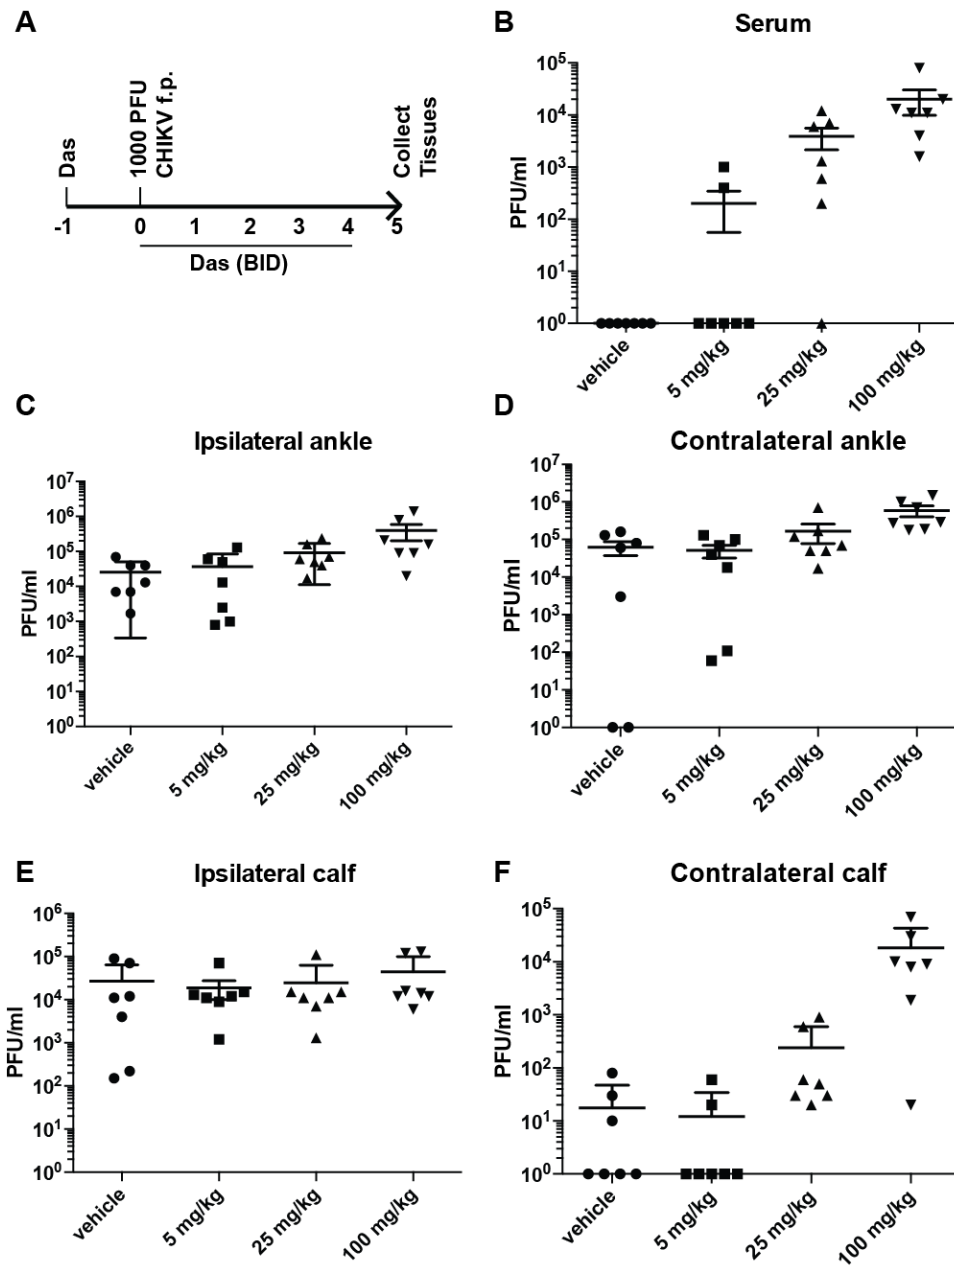 A
Das
1000 PFU
CHIKV f.p.
Collect
Tissues
-1 0 1 2 3 4 5
Das (BID)
B
Serum
PFU/ml
10^5
10^4
10^3
10^2
10^1
10^0
vehicle
5 mg/kg
25 mg/kg
100 mg/kg
C
Ipsilateral ankle
PFU/ml
10^7
10^6
10^5
10^4
10^3
10^2
10^1
10^0
vehicle
5 mg/kg
25 mg/kg
100 mg/kg
D
Contralateral ankle
PFU/ml
10^7
10^6
10^5
10^4
10^3
10^2
10^1
10^0
vehicle
5 mg/kg
25 mg/kg
100 mg/kg
E
Ipsilateral calf
PFU/ml
10^6
10^5
10^4
10^3
10^2
10^1
10^0
vehicle
5 mg/kg
25 mg/kg
100 mg/kg
F
Contralateral calf
PFU/ml
10^5
10^4
10^3
10^2
10^1
10^0
vehicle
5 mg/kg
25 mg/kg
100 mg/kg